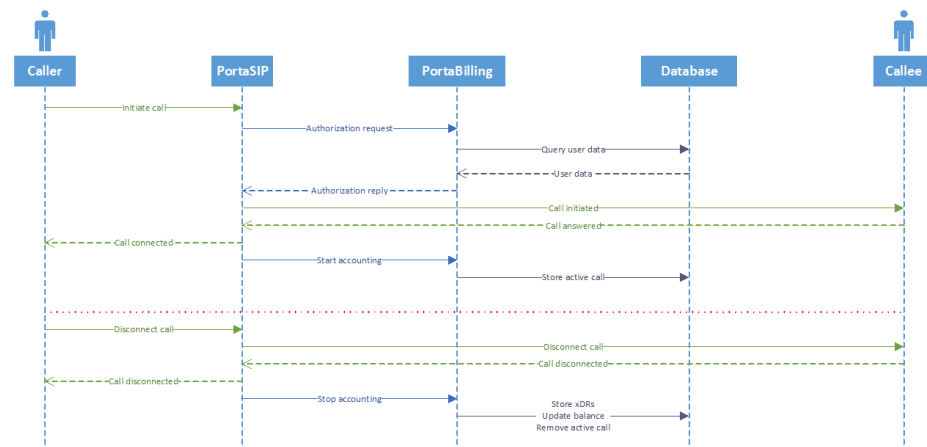 Caller
PortaSIP
PortaBilling
Database
Callee
Initiate call
Authorization request
Query user data
User data
Authorization reply
Call initiated
Call answered
Call connected
Start accounting
Store active call
Disconnect call
Disconnect call
Call disconnected
Call disconnected
Stop accounting
Store xDRs
Update balance
Remove active call